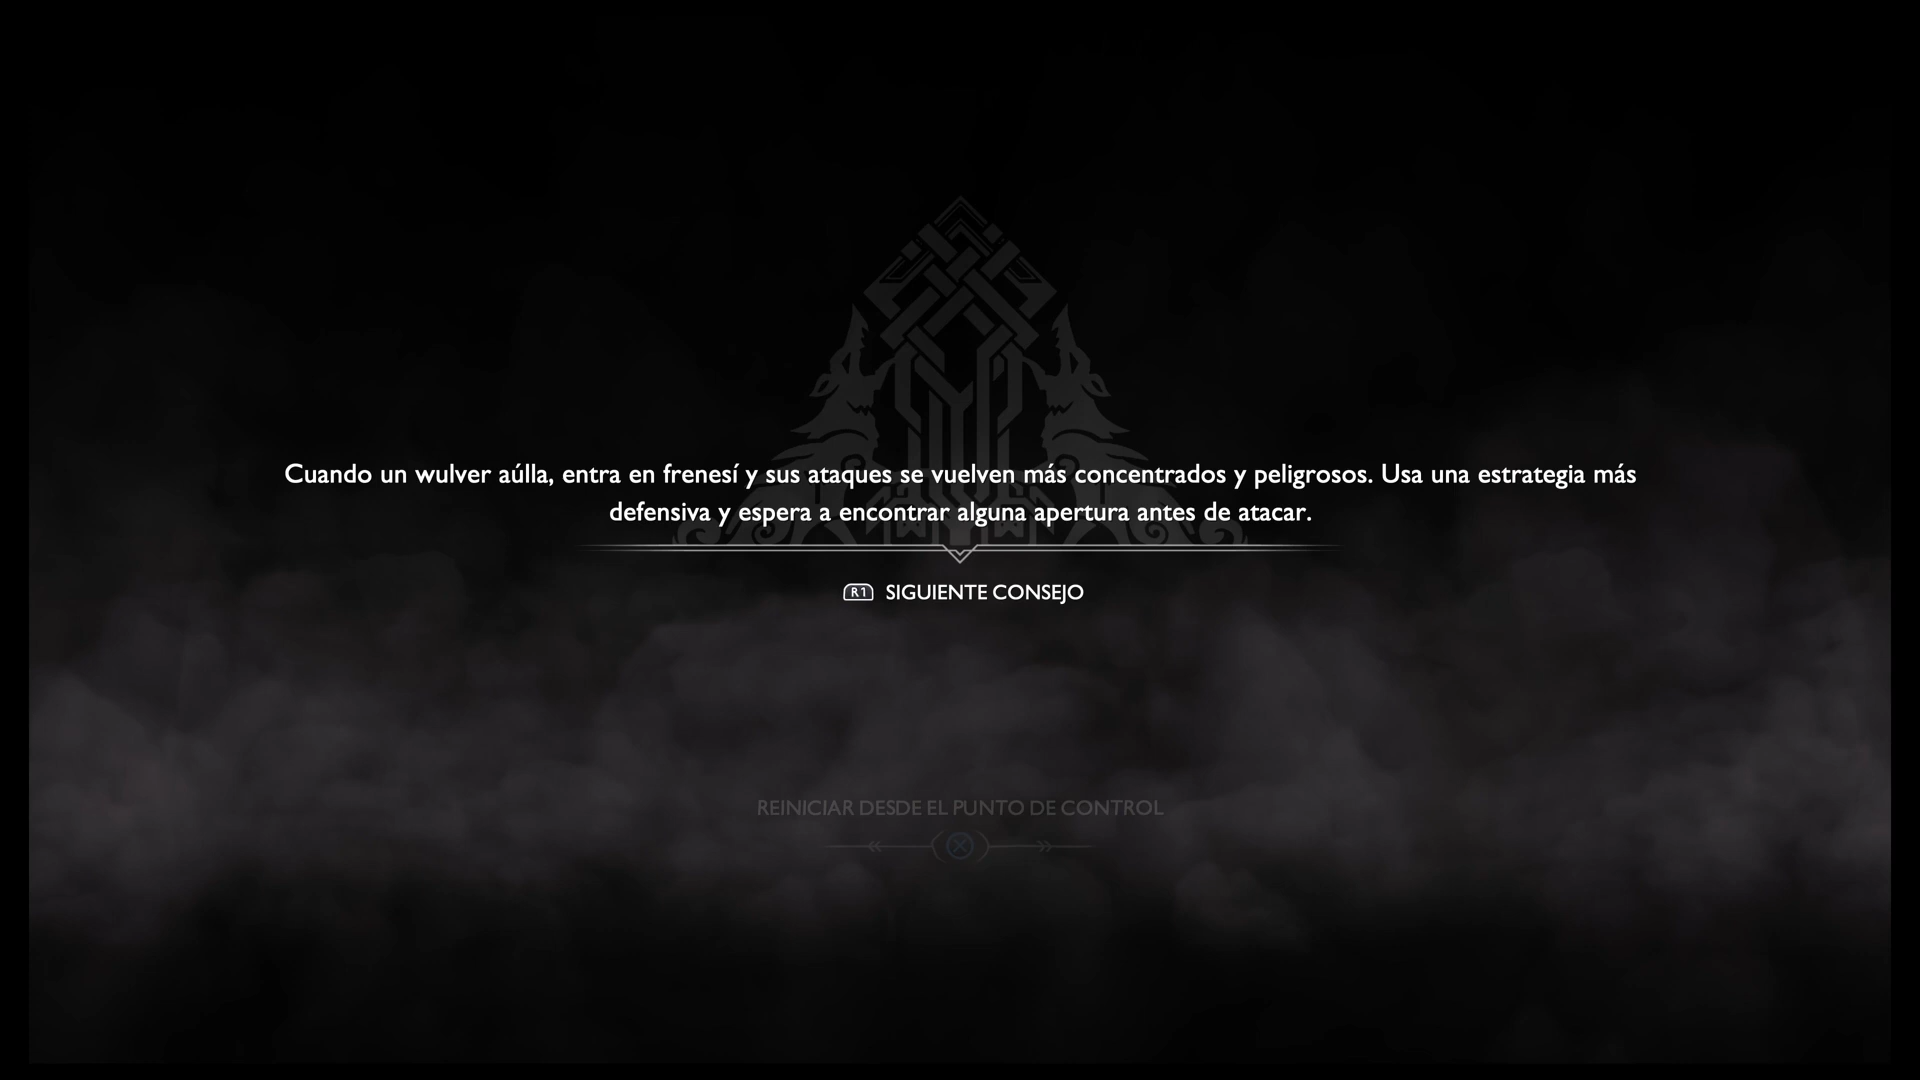 Cuando un wulver aúlla, entra en frenesí y sus ataques se vuelven más concentrados y peligrosos. Usa una estrategia más
defensiva y espera a encontrar alguna apertura antes de atacar.
R1 SIGUIENTE CONSEJO
REINICIAR DESDE EL PUNTO DE CONTROL